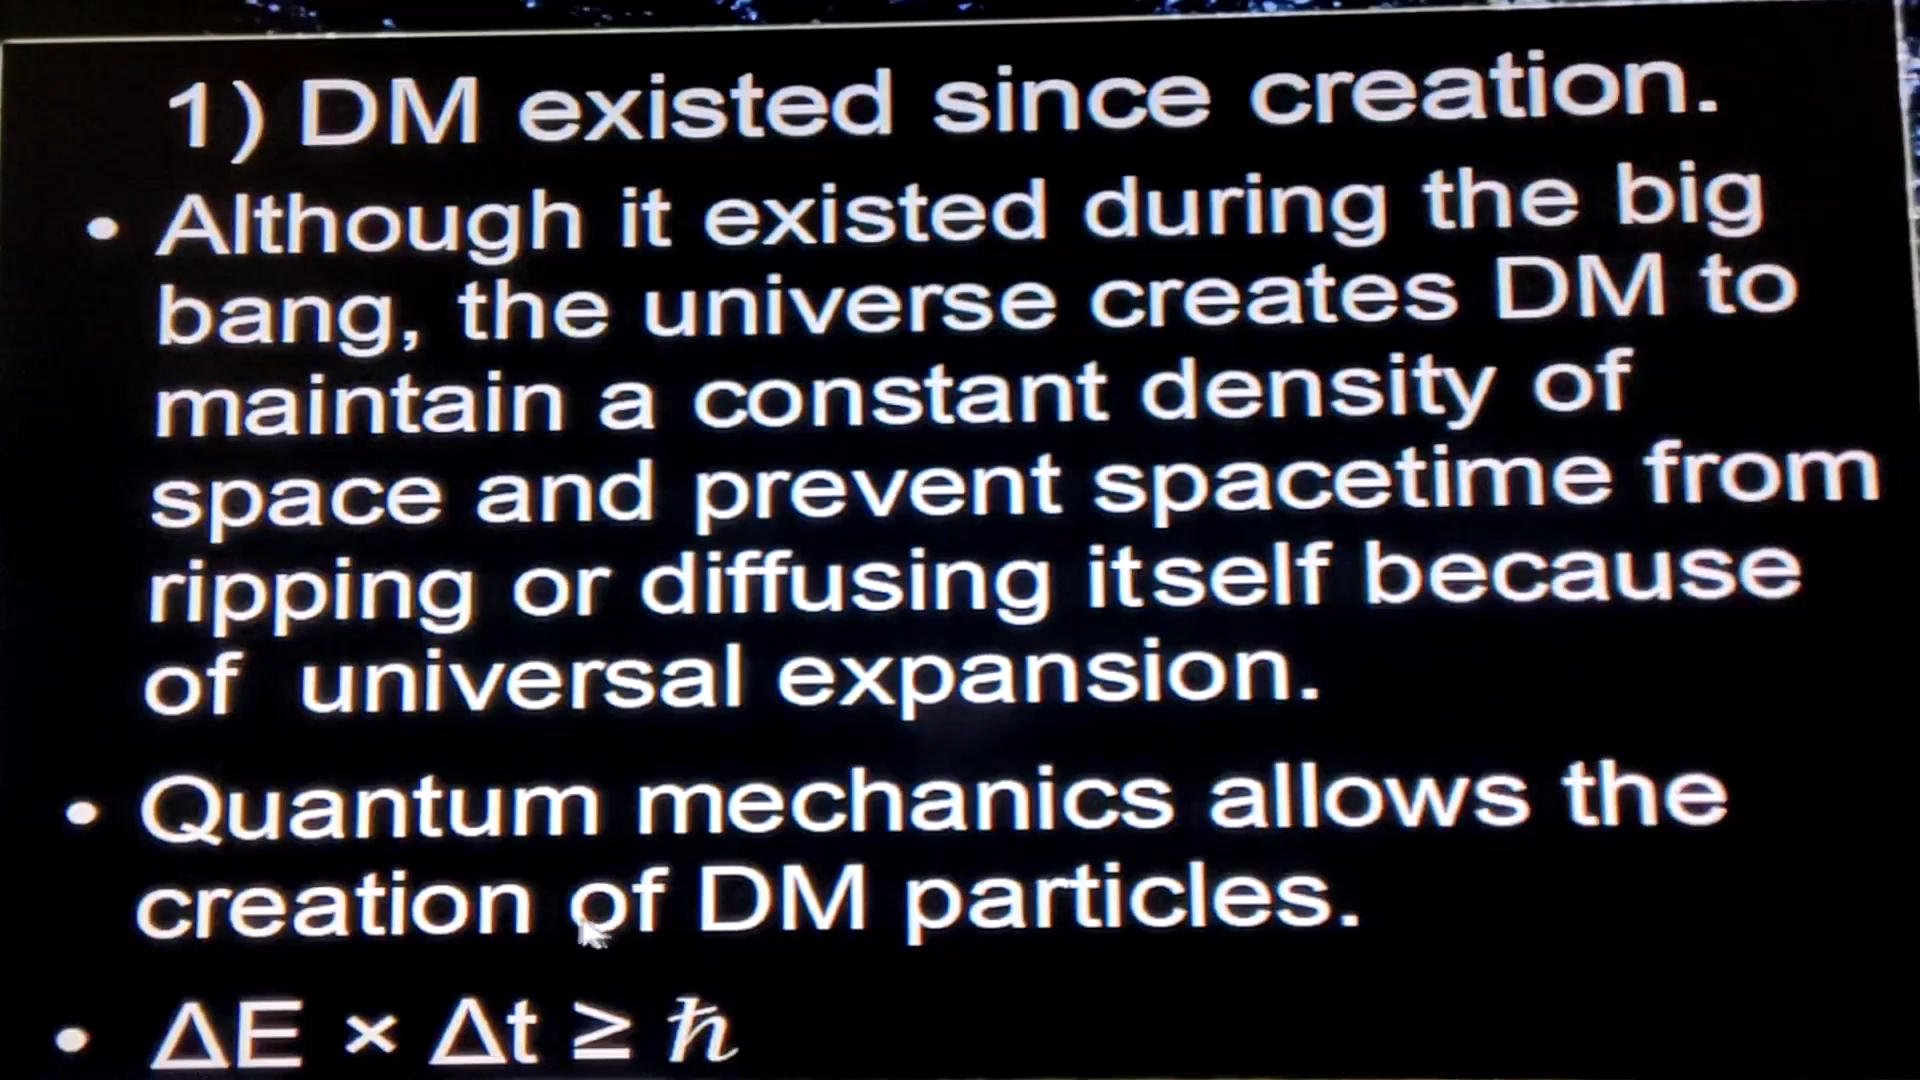 1) DM existed since creation.
• Although it existed during the big
bang, the universe creates DM to
maintain a constant density of
space and prevent spacetime from
ripping or diffusing itself because
of universal expansion.
• Quantum mechanics allows the
creation of DM particles.
• ΔE × Δt ≥ ℏ